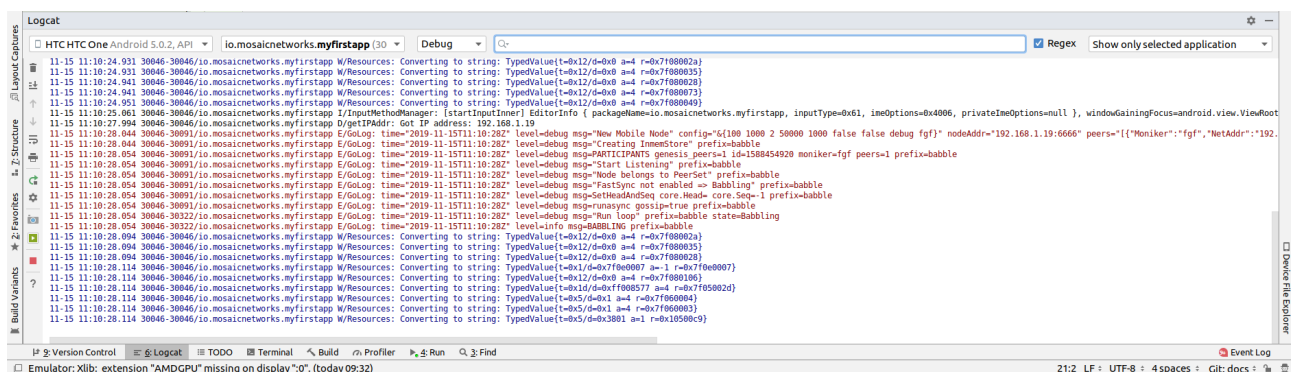 Logcat
HTC HTC One Android 5.0.2, API
io.mosaicnetworks.myfirstapp (30
Debug
Regex
Show only selected application
11-15 11:10:24.931 30046-30046/io.mosaicnetworks.myfirstapp W/Resources: Converting to string: TypedValue{t=0x12/d=0x0 a=4 r=0x7f08002a}
11-15 11:10:24.931 30046-30046/io.mosaicnetworks.myfirstapp W/Resources: Converting to string: TypedValue{t=0x12/d=0x0 a=4 r=0x7f080035}
11-15 11:10:24.941 30046-30046/io.mosaicnetworks.myfirstapp W/Resources: Converting to string: TypedValue{t=0x12/d=0x0 a=4 r=0x7f080028}
11-15 11:10:24.941 30046-30046/io.mosaicnetworks.myfirstapp W/Resources: Converting to string: TypedValue{t=0x12/d=0x0 a=4 r=0x7f080073}
11-15 11:10:24.951 30046-30046/io.mosaicnetworks.myfirstapp W/Resources: Converting to string: TypedValue{t=0x12/d=0x0 a=4 r=0x7f080049}
11-15 11:10:25.061 30046-30046/io.mosaicnetworks.myfirstapp I/InputMethodManager: [startInputInner] EditorInfo { packageName=io.mosaicnetworks.myfirstapp, inputType=0x61, imeOptions=0x4006, privateImeOptions=null }, windowGainingFocus=android.view.ViewRoot
11-15 11:10:27.994 30046-30046/io.mosaicnetworks.myfirstapp D/getIPAddr: Got IP address: 192.168.1.19
11-15 11:10:28.044 30046-30091/io.mosaicnetworks.myfirstapp E/GoLog: time="2019-11-15T11:10:28Z" level=debug msg="New Mobile Node" config="&{100 1000 2 50000 1000 false false debug fgf}" nodeAddr="192.168.1.19:6666" peers="[{"Moniker":"fgf","NetAddr":"192.
11-15 11:10:28.044 30046-30091/io.mosaicnetworks.myfirstapp E/GoLog: time="2019-11-15T11:10:28Z" level=debug msg="Creating InmemStore" prefix=babble
11-15 11:10:28.054 30046-30091/io.mosaicnetworks.myfirstapp E/GoLog: time="2019-11-15T11:10:28Z" level=debug msg=PARTICIPANTS genesis_peers=1 id=1588454920 moniker=fgf peers=1 prefix=babble
11-15 11:10:28.054 30046-30091/io.mosaicnetworks.myfirstapp E/GoLog: time="2019-11-15T11:10:28Z" level=debug msg="Start Listening" prefix=babble
11-15 11:10:28.054 30046-30091/io.mosaicnetworks.myfirstapp E/GoLog: time="2019-11-15T11:10:28Z" level=debug msg="Node belongs to PeerSet" prefix=babble
11-15 11:10:28.054 30046-30091/io.mosaicnetworks.myfirstapp E/GoLog: time="2019-11-15T11:10:28Z" level=debug msg="FastSync not enabled => Babbling" prefix=babble
11-15 11:10:28.054 30046-30091/io.mosaicnetworks.myfirstapp E/GoLog: time="2019-11-15T11:10:28Z" level=debug msg=SetHeadAndSeq core.Head= core.Seq=-1 prefix=babble
11-15 11:10:28.054 30046-30091/io.mosaicnetworks.myfirstapp E/GoLog: time="2019-11-15T11:10:28Z" level=debug msg=runasync gossip=true prefix=babble
11-15 11:10:28.054 30046-30322/io.mosaicnetworks.myfirstapp E/GoLog: time="2019-11-15T11:10:28Z" level=debug msg="Run loop" prefix=babble state=Babbling
11-15 11:10:28.054 30046-30322/io.mosaicnetworks.myfirstapp E/GoLog: time="2019-11-15T11:10:28Z" level=info msg=BABBLING prefix=babble
11-15 11:10:28.094 30046-30046/io.mosaicnetworks.myfirstapp W/Resources: Converting to string: TypedValue{t=0x12/d=0x0 a=4 r=0x7f08002a}
11-15 11:10:28.094 30046-30046/io.mosaicnetworks.myfirstapp W/Resources: Converting to string: TypedValue{t=0x12/d=0x0 a=4 r=0x7f080035}
11-15 11:10:28.094 30046-30046/io.mosaicnetworks.myfirstapp W/Resources: Converting to string: TypedValue{t=0x12/d=0x0 a=4 r=0x7f080028}
11-15 11:10:28.114 30046-30046/io.mosaicnetworks.myfirstapp W/Resources: Converting to string: TypedValue{t=0x1/d=0x7f0e0007 a=-1 r=0x7f0e0007}
11-15 11:10:28.114 30046-30046/io.mosaicnetworks.myfirstapp W/Resources: Converting to string: TypedValue{t=0x12/d=0x0 a=4 r=0x7f080106}
11-15 11:10:28.114 30046-30046/io.mosaicnetworks.myfirstapp W/Resources: Converting to string: TypedValue{t=0x1d/d=0xff008577 a=4 r=0x7f05002d}
11-15 11:10:28.114 30046-30046/io.mosaicnetworks.myfirstapp W/Resources: Converting to string: TypedValue{t=0x5/d=0x1 a=4 r=0x7f060004}
11-15 11:10:28.114 30046-30046/io.mosaicnetworks.myfirstapp W/Resources: Converting to string: TypedValue{t=0x5/d=0x1 a=4 r=0x7f060003}
11-15 11:10:28.114 30046-30046/io.mosaicnetworks.myfirstapp W/Resources: Converting to string: TypedValue{t=0x5/d=0x3801 a=1 r=0x10500c9}
Layout Captures
7: Structure
2: Favorites
Build Variants
Device File Explorer
9: Version Control
6: Logcat
TODO
Terminal
Build
Profiler
4: Run
3: Find
Event Log
Emulator: Xlib: extension "AMDGPU" missing on display ":0". (today 09:32)
21:2 LF UTF-8 4 spaces Git: docs